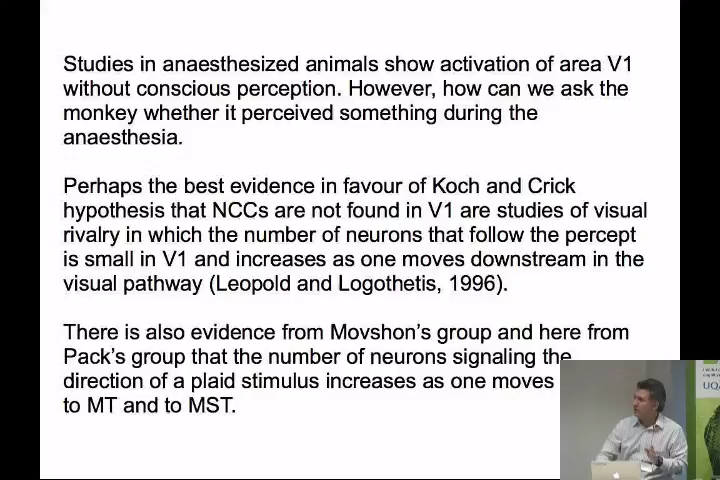 Studies in anaesthesized animals show activation of area V1
without conscious perception. However, how can we ask the
monkey whether it perceived something during the
anaesthesia.
Perhaps the best evidence in favour of Koch and Crick
hypothesis that NCCs are not found in V1 are studies of visual
rivalry in which the number of neurons that follow the percept
is small in V1 and increases as one moves downstream in the
visual pathway (Leopold and Logothetis, 1996).
There is also evidence from Movshon's group and here from
Pack's group that the number of neurons signaling the
direction of a plaid stimulus increases as one moves
to MT and to MST.